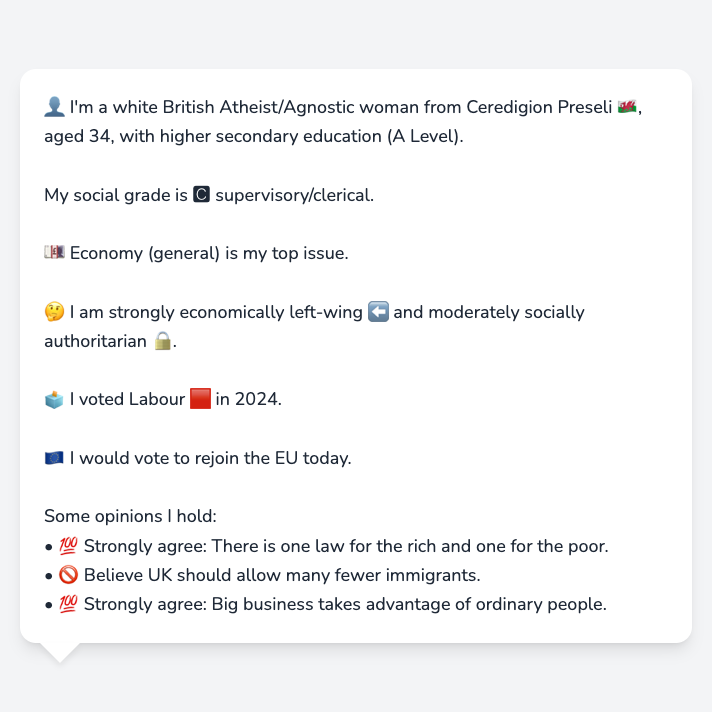 👤 I'm a white British Atheist/Agnostic woman from Ceredigion Preseli 🏴󠁧󠁢󠁷󠁬󠁳󠁿,
aged 34, with higher secondary education (A Level).
My social grade is C supervisory/clerical.
💷 Economy (general) is my top issue.
🤔 I am strongly economically left-wing ⬅️ and moderately socially
authoritarian 🔒.
🗳️ I voted Labour 🟥 in 2024.
🇪🇺 I would vote to rejoin the EU today.
Some opinions I hold:
• 💯 Strongly agree: There is one law for the rich and one for the poor.
• 🚫 Believe UK should allow many fewer immigrants.
• 💯 Strongly agree: Big business takes advantage of ordinary people.